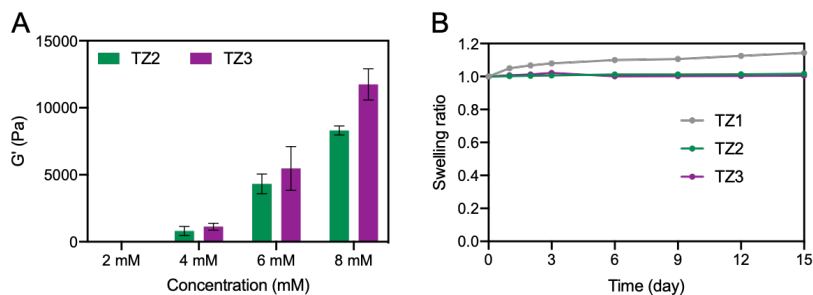 A
15000
10000
5000
0
G' (Pa)
TZ2
TZ3
2 mM
4 mM
6 mM
8 mM
Concentration (mM)
B
1.2
1.0
0.8
0.6
0.4
0.2
0.0
Swelling ratio
TZ1
TZ2
TZ3
0
3
6
9
12
15
Time (day)